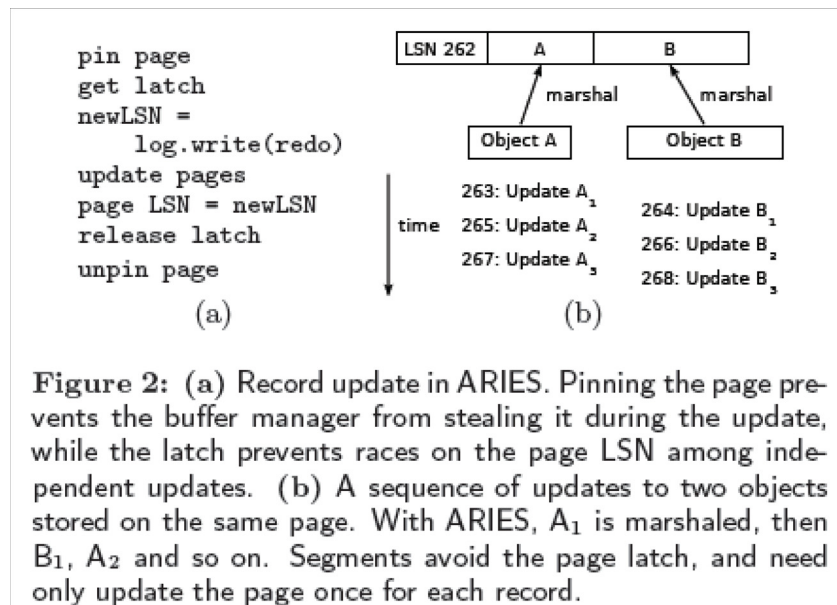 pin page
get latch
newLSN =
log.write(redo)
update pages
page LSN = newLSN
release latch
unpin page
(a)
LSN 262 A B
marshal marshal
Object A Object B
time
263: Update A₁
264: Update B₁
265: Update A₂
266: Update B₂
267: Update A₃
268: Update B₃
(b)
Figure 2: (a) Record update in ARIES. Pinning the page pre-
vents the buffer manager from stealing it during the update,
while the latch prevents races on the page LSN among inde-
pendent updates. (b) A sequence of updates to two objects
stored on the same page. With ARIES, A₁ is marshaled, then
B₁, A₂ and so on. Segments avoid the page latch, and need
only update the page once for each record.